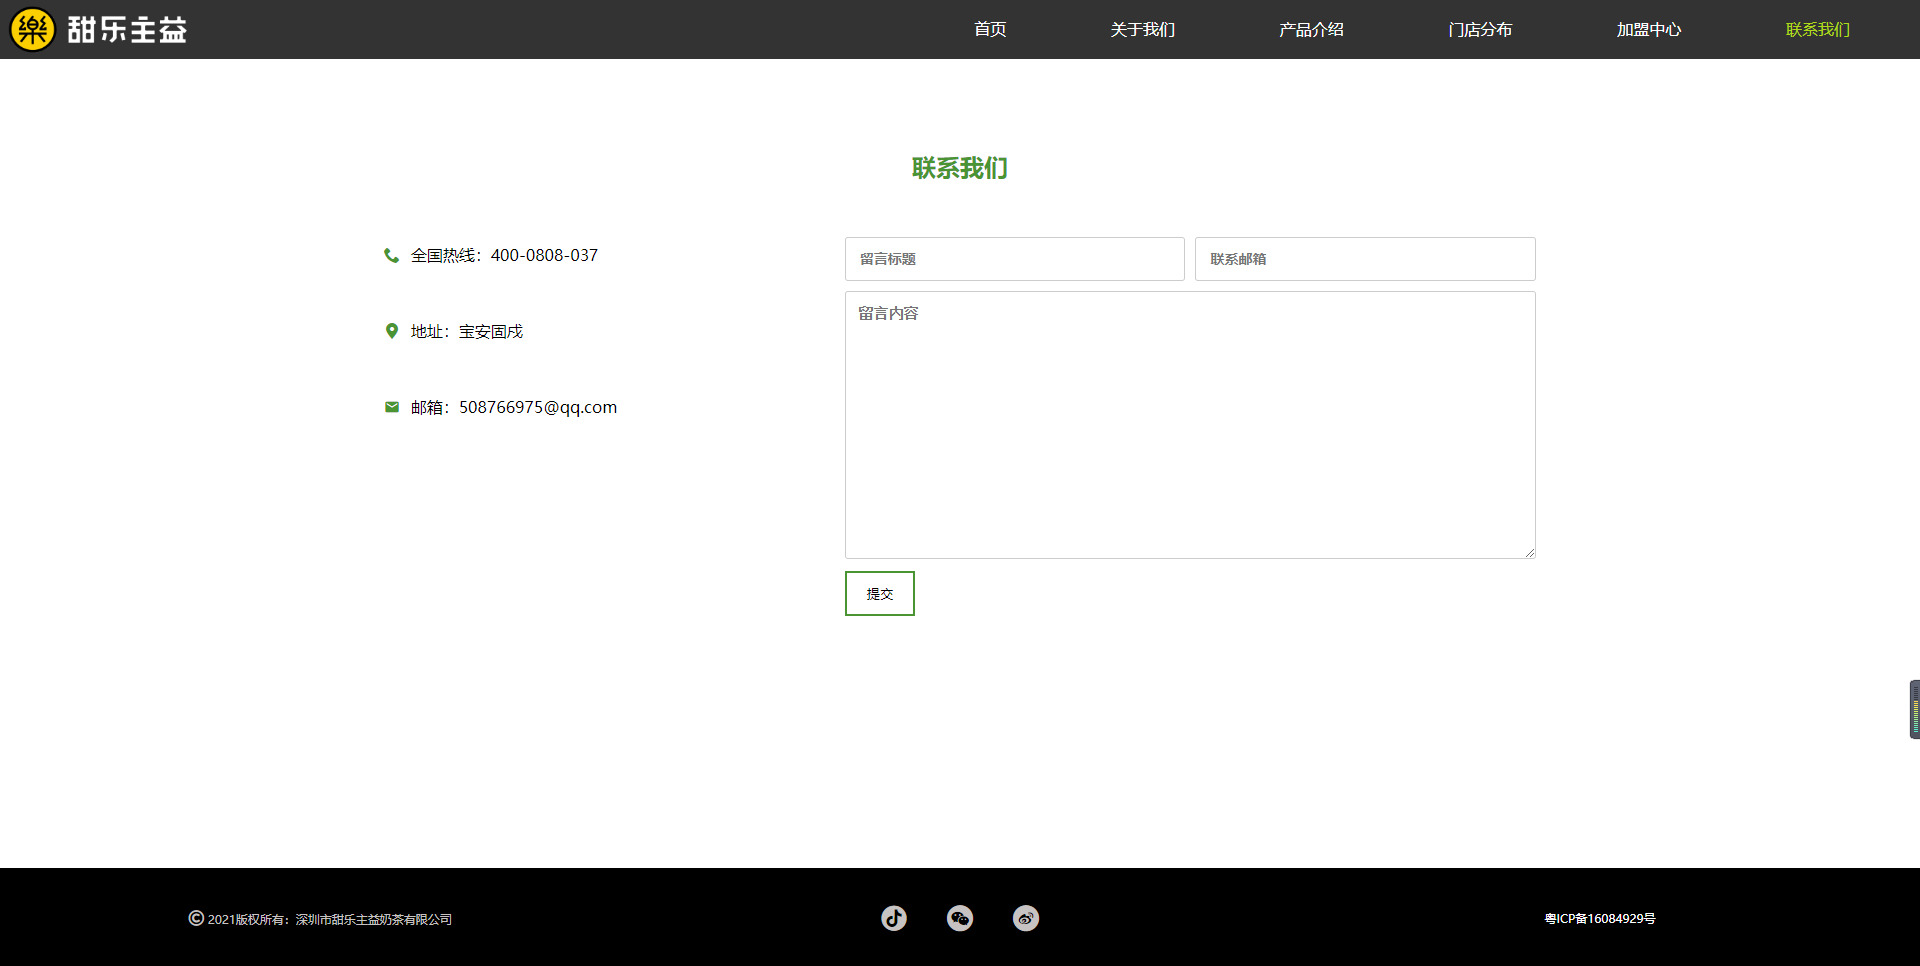 樂 甜乐主益
首页 关于我们 产品介绍 门店分布 加盟中心 联系我们
联系我们
全国热线：400-0808-037
地址：宝安固戍
邮箱：508766975@qq.com
留言标题 联系邮箱
留言内容
提交
©2021版权所有：深圳市甜乐主益奶茶有限公司
粤ICP备16084929号